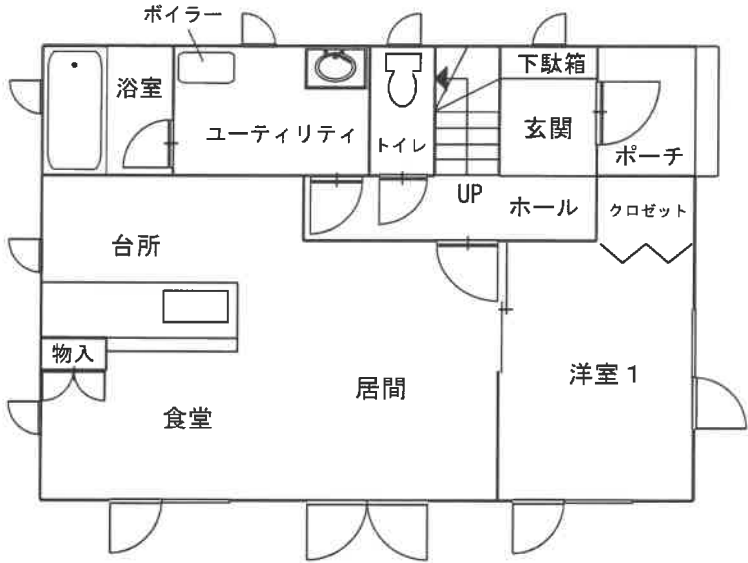 ボイラー
浴室
ユーティリティ
トイレ
下駄箱
玄関
ポーチ
UP
ホール
クロゼット
台所
物入
食堂
居間
洋室1